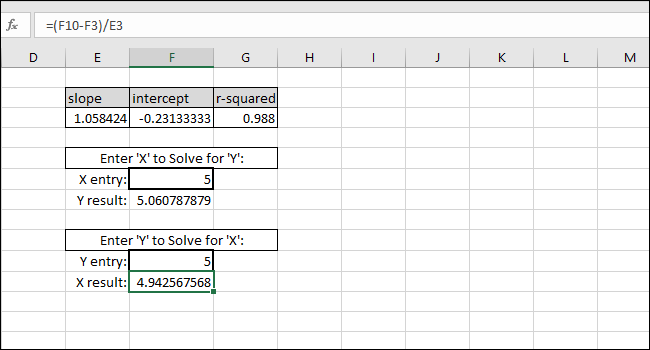 fx =(F10-F3)/E3
D E F G H I J K L M
slope intercept r-squared
1.058424 -0.23133333 0.988
Enter 'X' to Solve for 'Y':
X entry: 5
Y result: 5.060787879
Enter 'Y' to Solve for 'X':
Y entry: 5
X result: 4.942567568